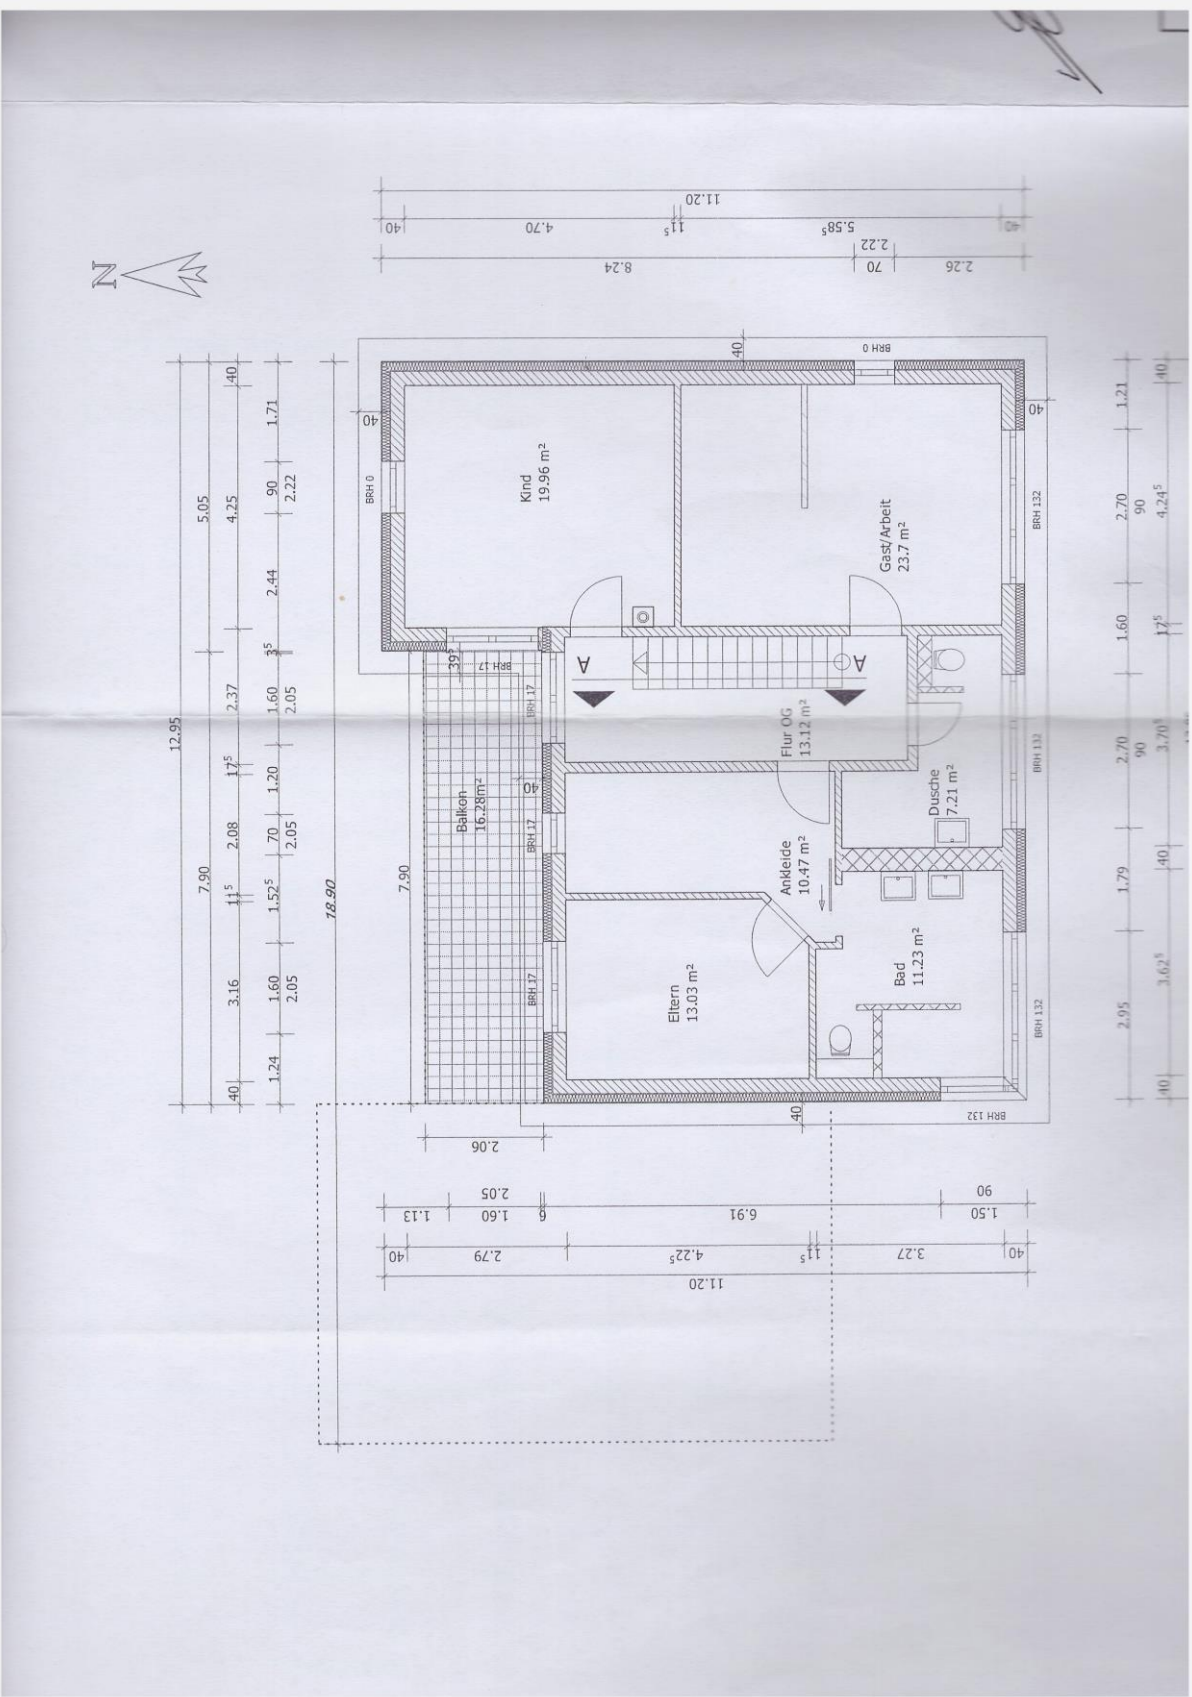 N
11.20
40
4.70
11⁵
5.58⁵
40
8.24
70
2.22
2.26
12.95
5.05
7.90
40
4.25
2.37
17⁵
2.08
11⁵
3.16
40
1.71
90
2.22
2.44
35
1.60
2.05
1.20
70
2.05
1.52⁵
1.60
2.05
1.24
18.90
7.90
40
BRH 0
40
BRH 0
40
Kind
19.96 m²
Gast/Arbeit
23.7 m²
39⁵
BRH 17
BRH 17
A
A
Flur OG
13.12 m²
Balkon
16.28m²
40
BRH 17
Dusche
7.21 m²
Ankleide
10.47 m²
BRH 17
Eltern
13.03 m²
Bad
11.23 m²
BRH 132
BRH 132
BRH 132
BRH 132
40
1.21
2.70
90
1.60
2.70
90
1.79
2.95
40
4.24⁵
17⁵
3.70⁵
40
3.62⁵
40
2.06
1.13
1.60
2.05
6
6.91
1.50
90
40
2.79
4.22⁵
11⁵
3.27
40
11.20